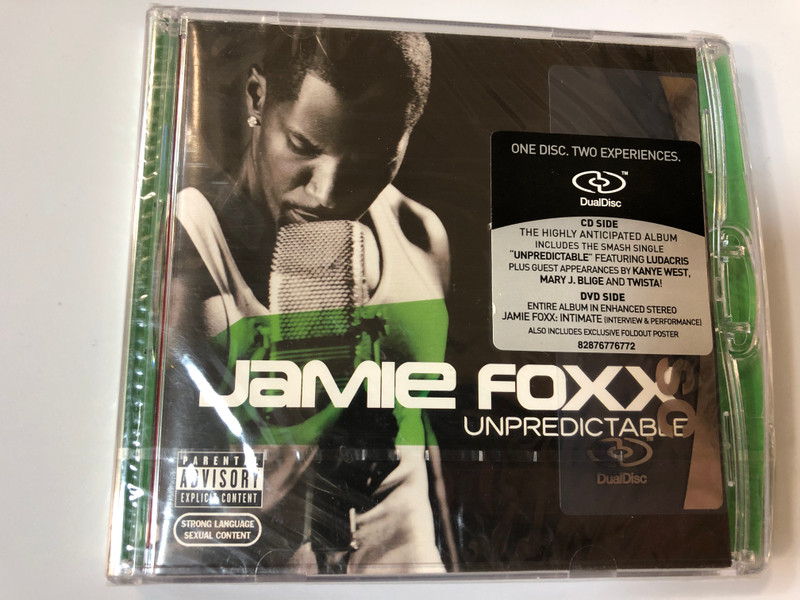 ONE DISC. TWO EXPERIENCES.
TM
DualDisc
CD SIDE
THE HIGHLY ANTICIPATED ALBUM
INCLUDES THE SMASH SINGLE
"UNPREDICTABLE" FEATURING LUDACRIS
PLUS GUEST APPEARANCES BY KANYE WEST,
MARY J. BLIGE AND TWISTA!
DVD SIDE
ENTIRE ALBUM IN ENHANCED STEREO
JAMIE FOXX: INTIMATE (INTERVIEW & PERFORMANCE)
ALSO INCLUDES EXCLUSIVE FOLDOUT POSTER
82876776772
JAMIE FOXX
UNPREDICTABLE
TM
DualDisc
PARENTAL
ADVISORY
EXPLICIT CONTENT
STRONG LANGUAGE
SEXUAL CONTENT